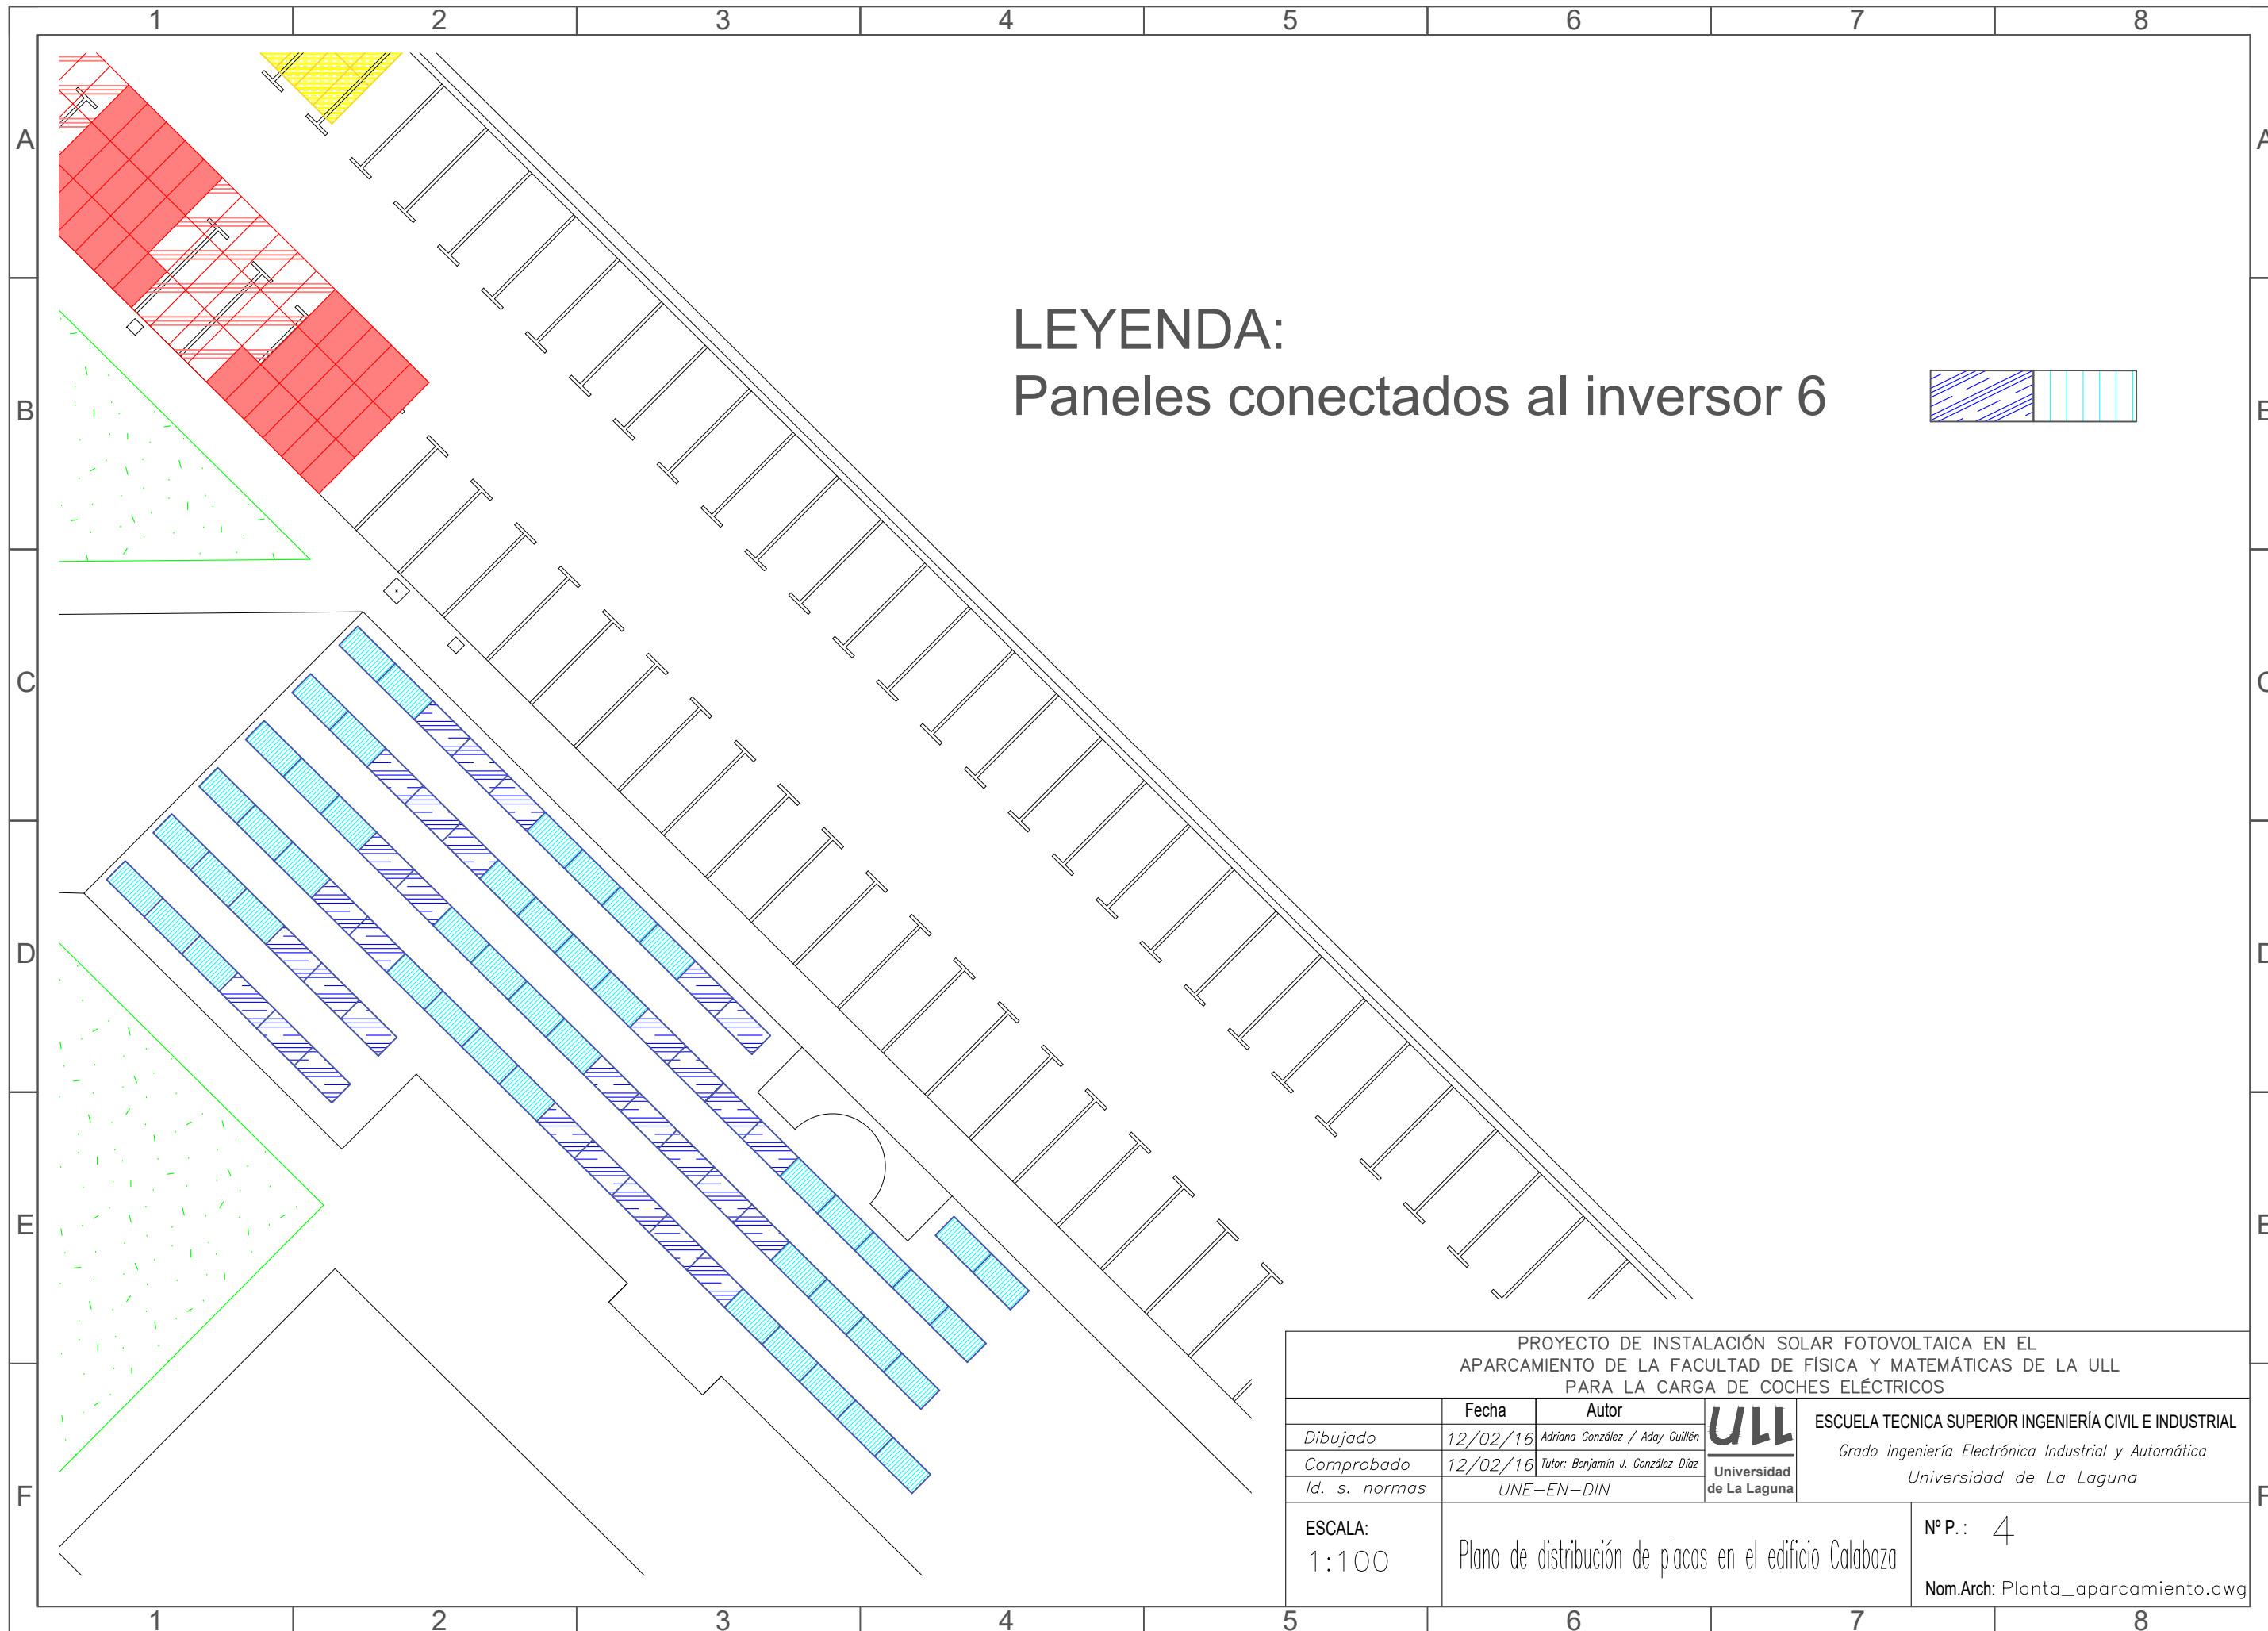 1 2 3 4 5 6 7 8
A A
B B
C C
D D
E E
F F
LEYENDA:
Paneles conectados al inversor 6
PROYECTO DE INSTALACIÓN SOLAR FOTOVOLTAICA EN EL
APARCAMIENTO DE LA FACULTAD DE FÍSICA Y MATEMÁTICAS DE LA ULL
PARA LA CARGA DE COCHES ELÉCTRICOS
Fecha Autor
Dibujado 12/02/16 Adriana González / Aday Guillén
Comprobado 12/02/16 Tutor: Benjamín J. González Díaz
Id. s. normas UNE-EN-DIN
ULL
Universidad
de La Laguna
ESCUELA TECNICA SUPERIOR INGENIERÍA CIVIL E INDUSTRIAL
Grado Ingeniería Electrónica Industrial y Automática
Universidad de La Laguna
ESCALA:
1:100
Plano de distribución de placas en el edificio Calabaza
Nº P. : 4
Nom.Arch: Planta_aparcamiento.dwg
1 2 3 4 5 6 7 8